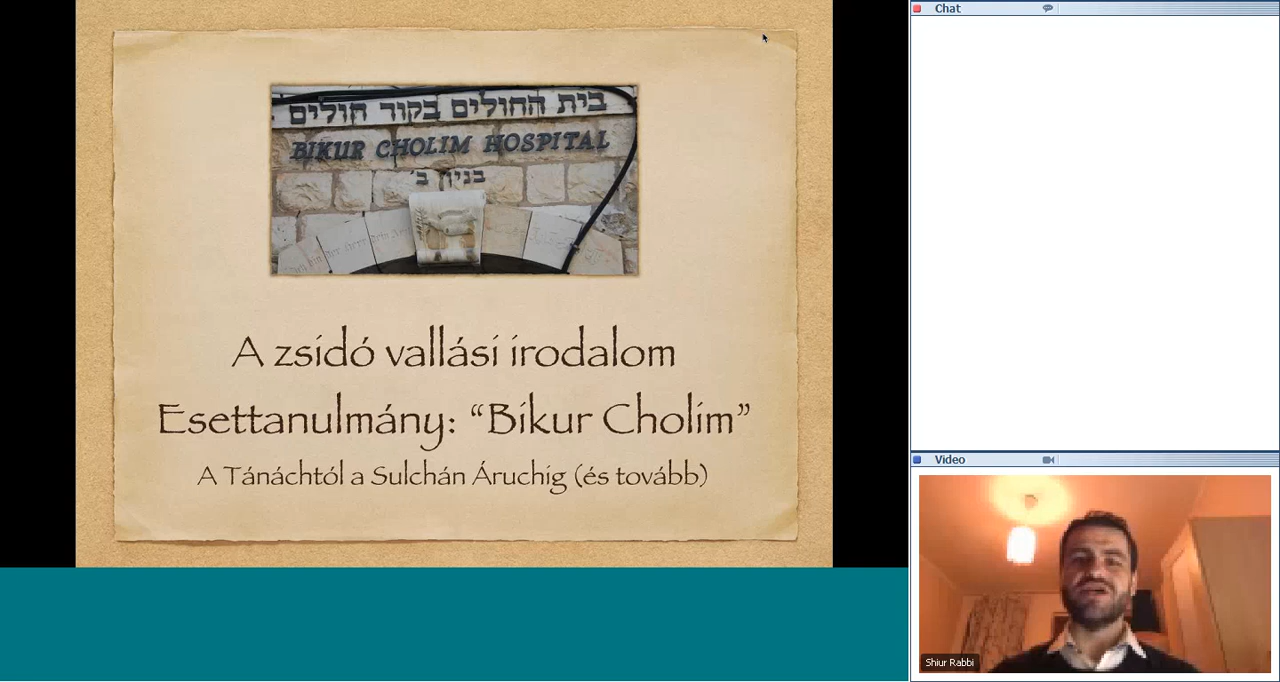 בית החולים בקור חולים
BIKUR CHOLIM HOSPITAL
בנין ב'
A zsidó vallási irodalom
Esettanulmány: “Bikur Cholim”
A Tánáchtól a Sulchán Áruchig (és tovább)
Chat
Video
Shiur Rabbi